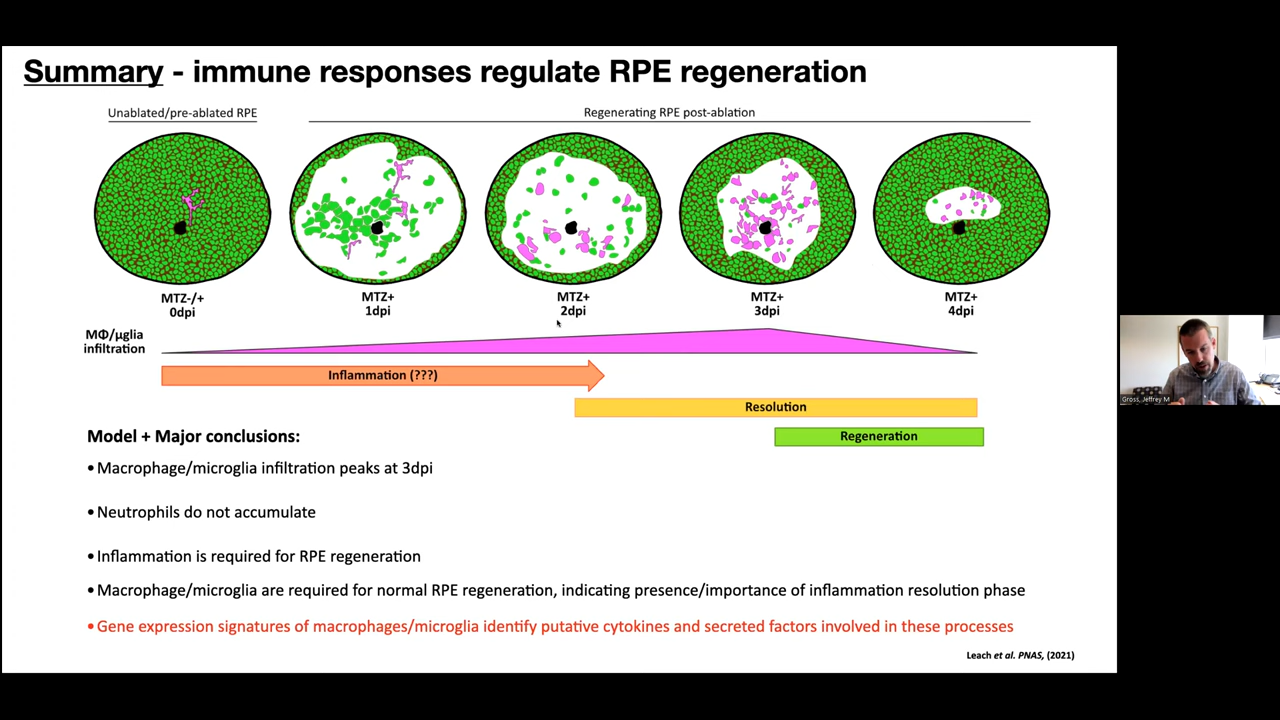 Summary - immune responses regulate RPE regeneration
Unablated/pre-ablated RPE
Regenerating RPE post-ablation
MTZ-/+
0dpi
MTZ+
1dpi
MTZ+
2dpi
MTZ+
3dpi
MTZ+
4dpi
MΦ/μglia
infiltration
Inflammation (???)
Resolution
Regeneration
Model + Major conclusions:
• Macrophage/microglia infiltration peaks at 3dpi
• Neutrophils do not accumulate
• Inflammation is required for RPE regeneration
• Macrophage/microglia are required for normal RPE regeneration, indicating presence/importance of inflammation resolution phase
• Gene expression signatures of macrophages/microglia identify putative cytokines and secreted factors involved in these processes
Leach et al. PNAS, (2021)
Gross, Jeffrey M